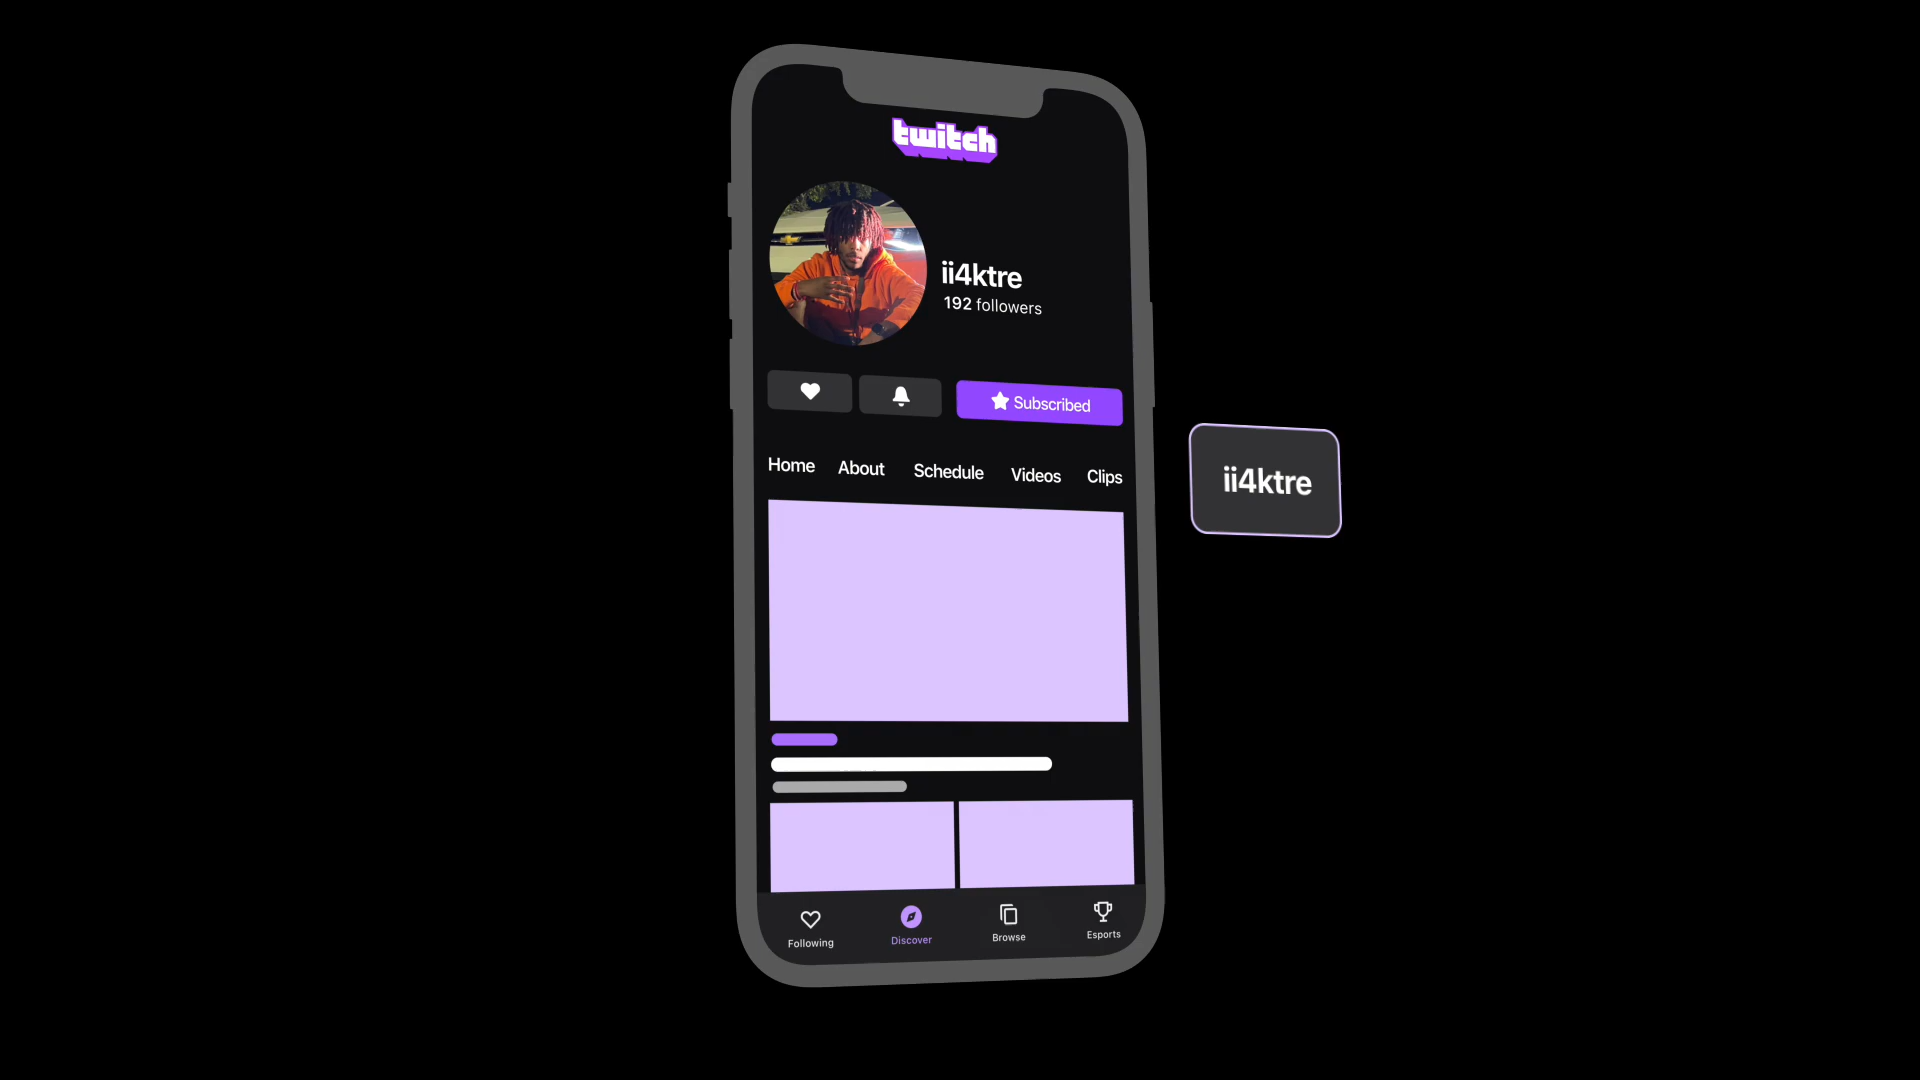 twitch
ii4ktre
192 followers
Subscribed
Home About Schedule Videos Clips
ii4ktre
Following Discover Browse Esports